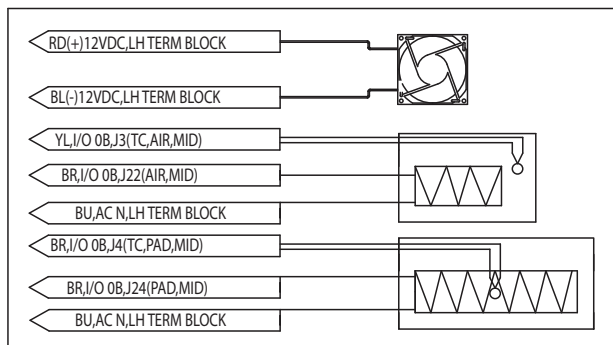 RD(+)12VDC,LH TERM BLOCK
BL(-)12VDC,LH TERM BLOCK
YL,I/O 0B,J3(TC,AIR,MID)
BR,I/O 0B,J22(AIR,MID)
BU,AC N,LH TERM BLOCK
BR,I/O 0B,J4(TC,PAD,MID)
BR,I/O 0B,J24(PAD,MID)
BU,AC N,LH TERM BLOCK